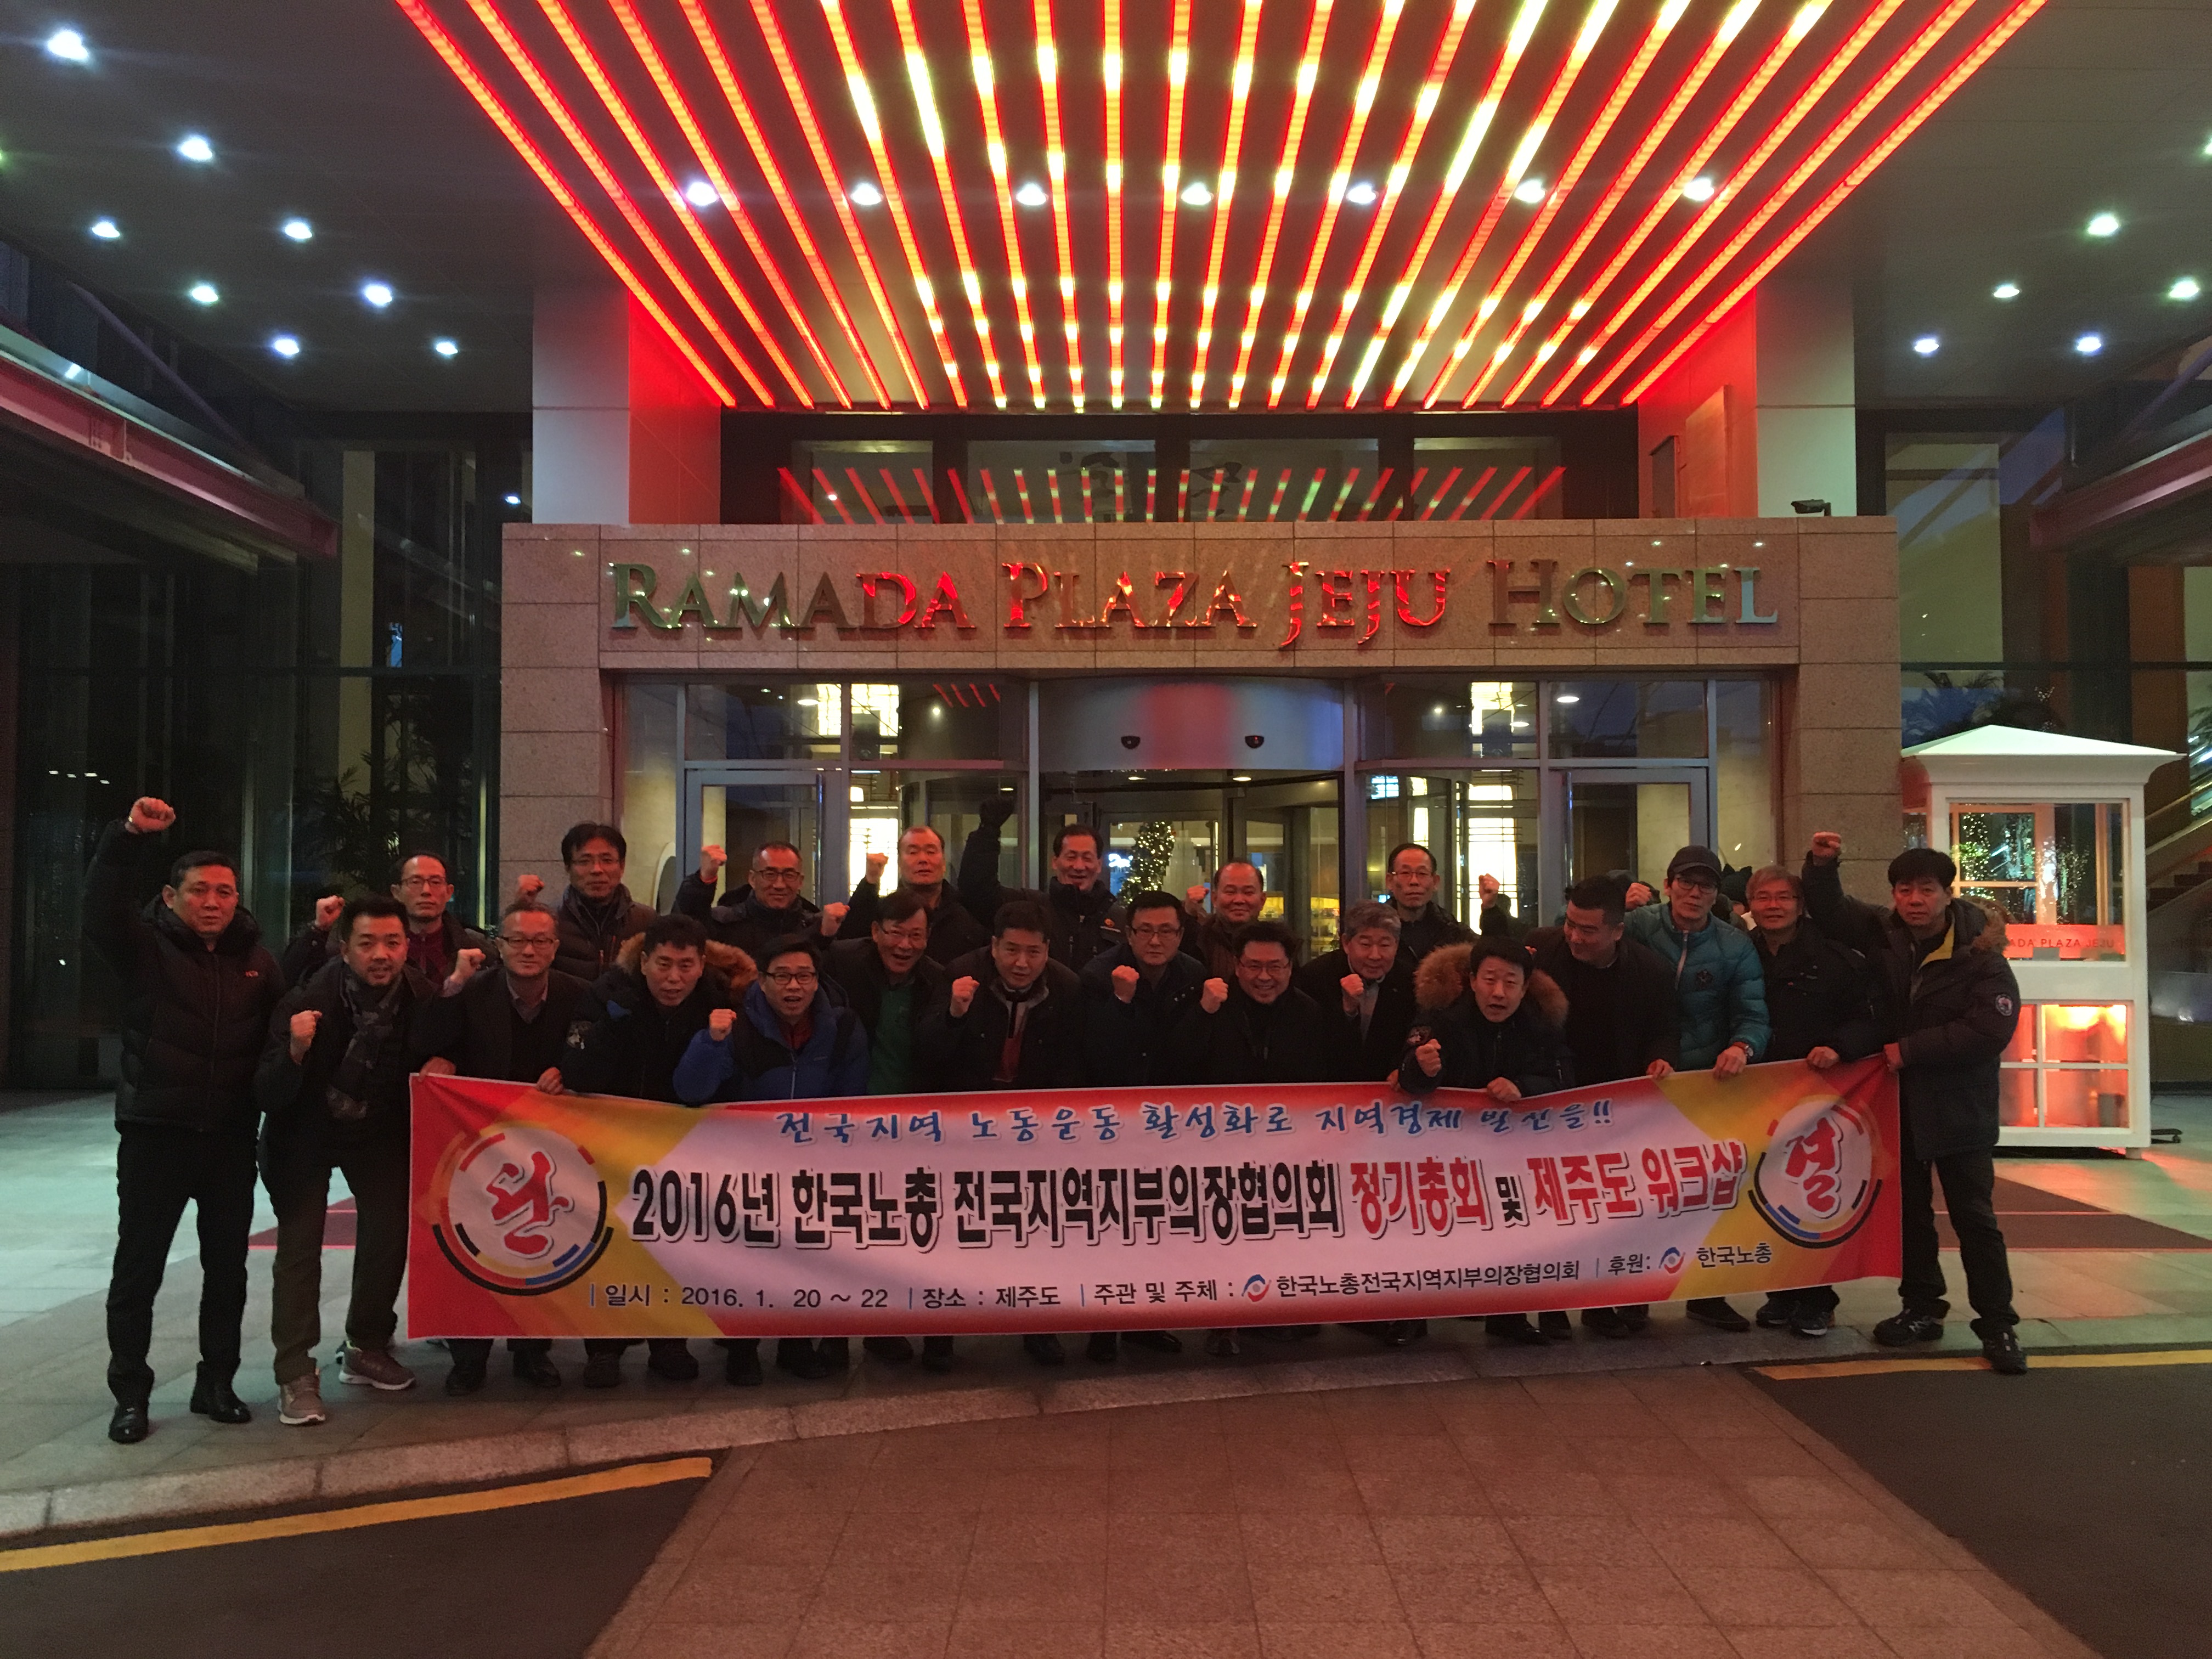 RAMADA PLAZA JEJU HOTEL
ADA PLAZA JEJU
전국지역 노동운동 활성화로 지역경제 발전을!!
단
2016년 한국노총 전국지역지부의장협의회 정기총회 및 제주도 워크샵
결
| 일시 : 2016. 1. 20 ~ 22 | 장소 : 제주도 | 주관 및 주체 : 한국노총전국지역지부의장협의회 | 후원: 한국노총